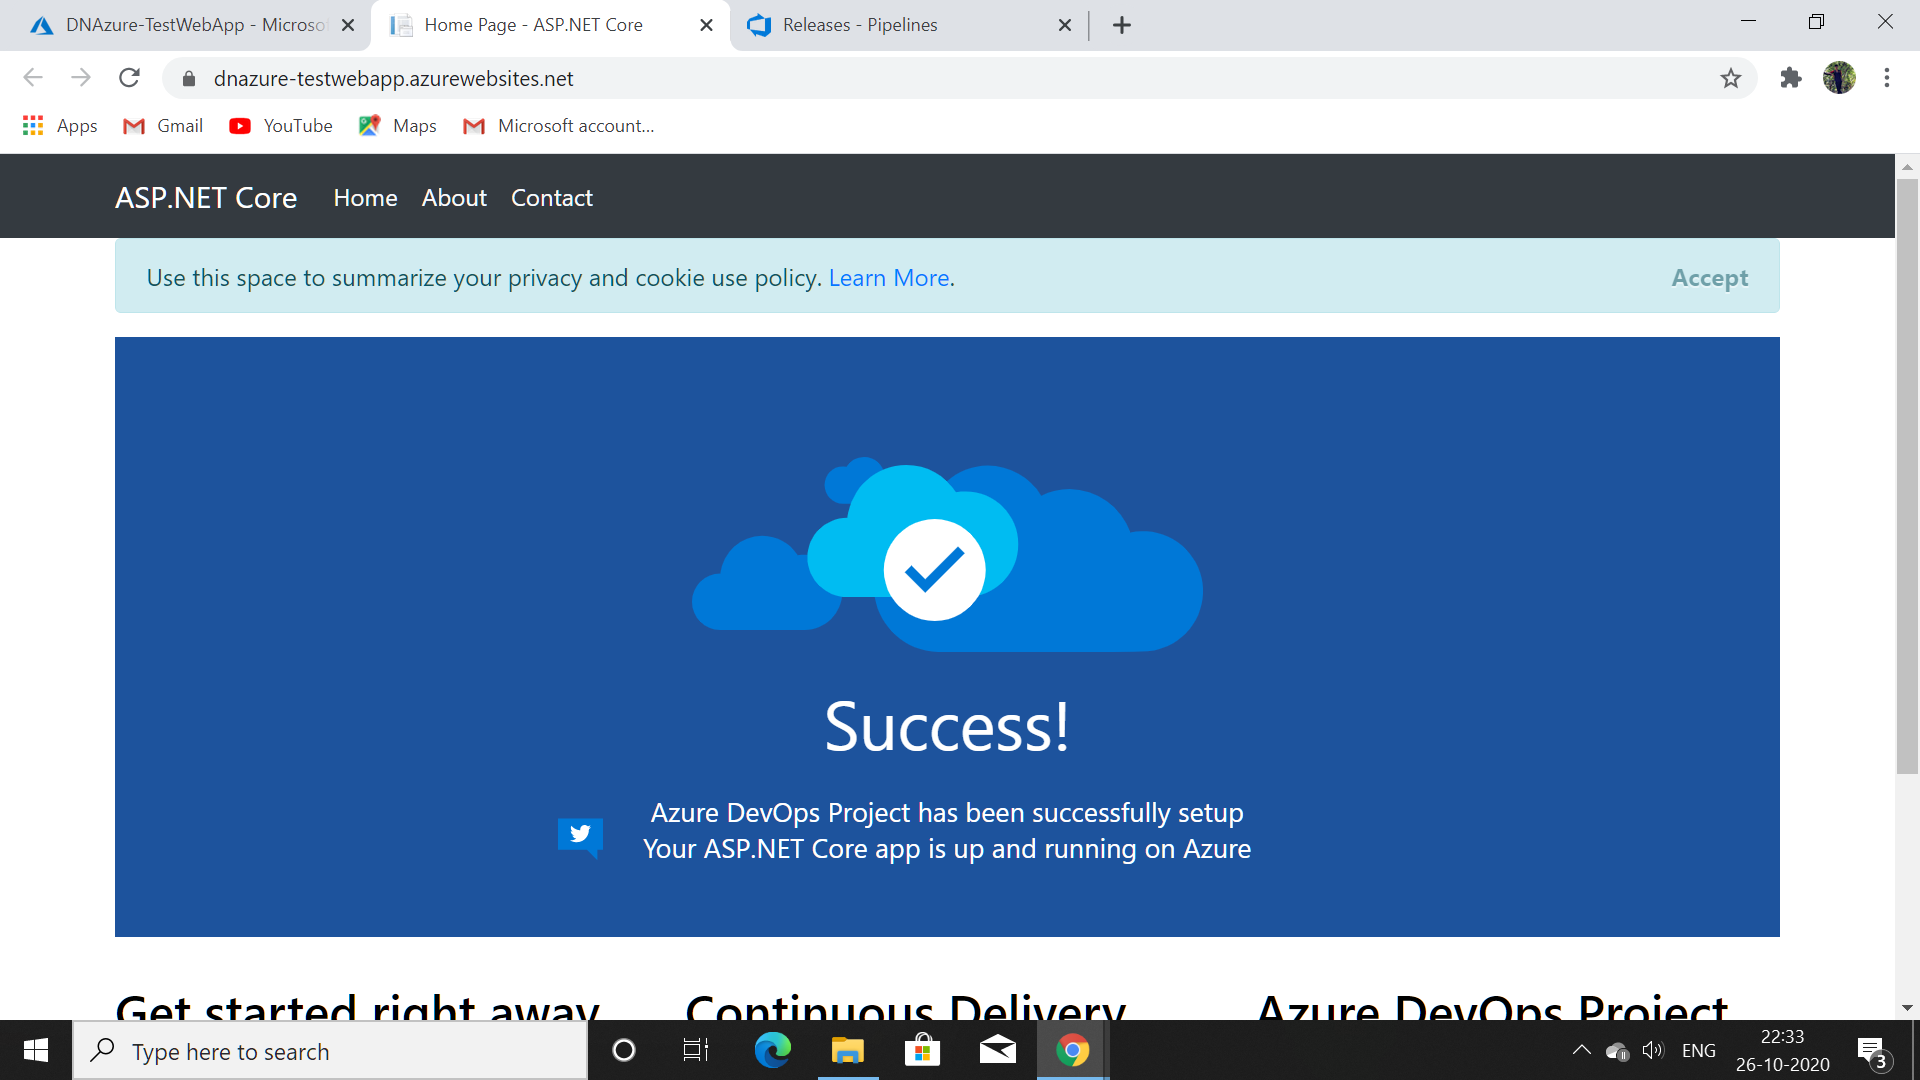 DNAzure-TestWebApp - Microso
Home Page - ASP.NET Core
Releases - Pipelines
dnazure-testwebapp.azurewebsites.net
Apps
Gmail
YouTube
Maps
Microsoft account...
ASP.NET Core
Home
About
Contact
Use this space to summarize your privacy and cookie use policy. Learn More.
Accept
Success!
Azure DevOps Project has been successfully setup
Your ASP.NET Core app is up and running on Azure
Get started right away
Continuous Delivery
Azure DevOps Project
Type here to search
ENG
22:33
26-10-2020
3